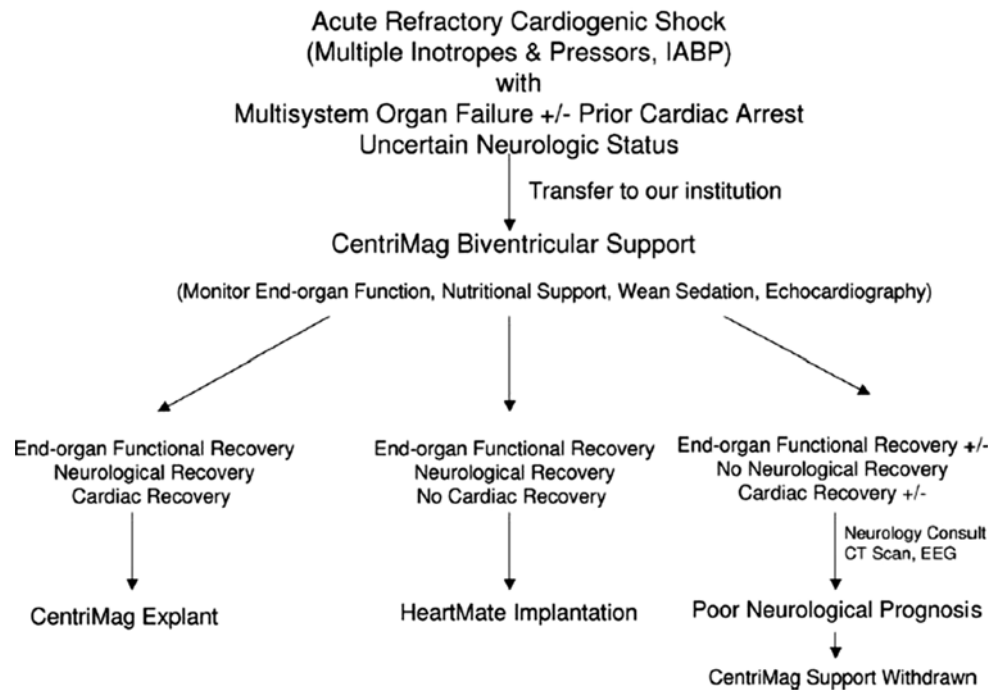 Acute Refractory Cardiogenic Shock
(Multiple Inotropes & Pressors, IABP)
with
Multisystem Organ Failure +/- Prior Cardiac Arrest
Uncertain Neurologic Status
Transfer to our institution
CentriMag Biventricular Support
(Monitor End-organ Function, Nutritional Support, Wean Sedation, Echocardiography)
End-organ Functional Recovery
Neurological Recovery
Cardiac Recovery
CentriMag Explant
End-organ Functional Recovery
Neurological Recovery
No Cardiac Recovery
HeartMate Implantation
End-organ Functional Recovery +/-
No Neurological Recovery
Cardiac Recovery +/-
Neurology Consult
CT Scan, EEG
Poor Neurological Prognosis
CentriMag Support Withdrawn